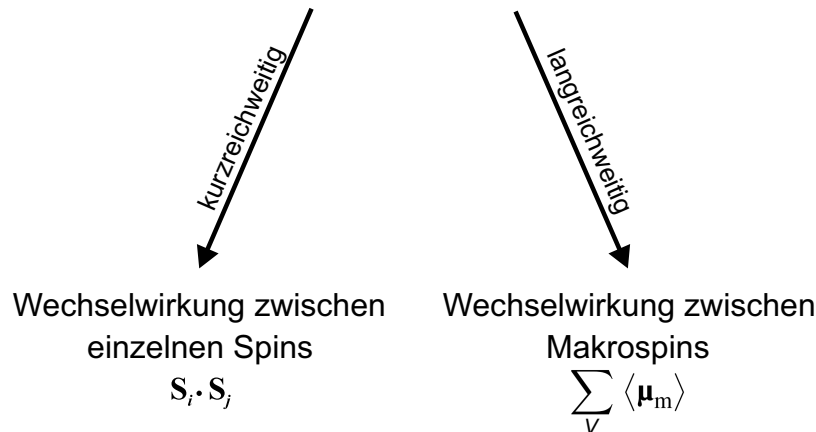 kurzreichweitig
langreichweitig
Wechselwirkung zwischen
einzelnen Spins
S_i · S_j
Wechselwirkung zwischen
Makrospins
∑_V ⟨μ_m⟩